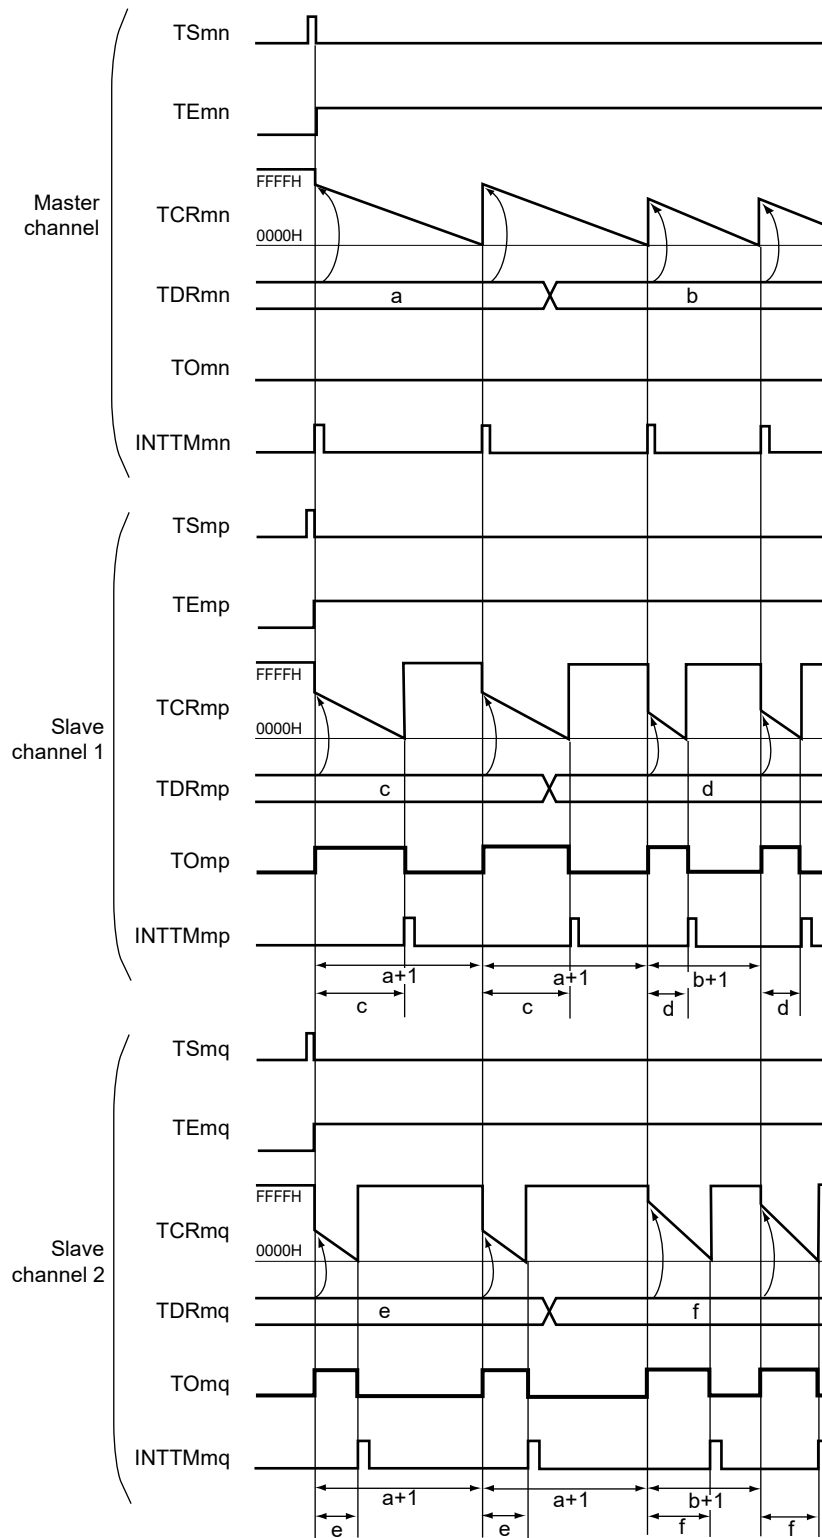 TSmn
TEmn
FFFFH
Master
channel
TCRmn
0000H
TDRmn
a
b
TOmn
INTTMmn
TSmp
TEmp
FFFFH
TCRmp
Slave
channel 1
0000H
TDRmp
c
d
TOmp
INTTMmp
a+1
a+1
b+1
c
c
d
d
TSmq
TEmq
FFFFH
TCRmq
Slave
channel 2
0000H
TDRmq
e
f
TOmq
INTTMmq
a+1
a+1
b+1
e
e
f
f